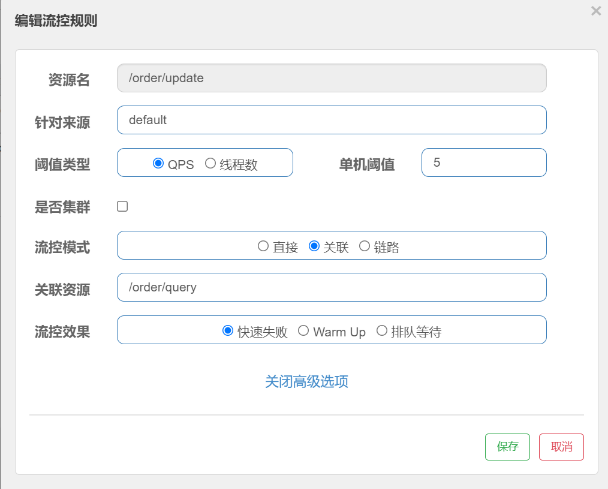 编辑流控规则
×
资源名 /order/update
针对来源 default
阈值类型 QPS 线程数 单机阈值 5
是否集群
流控模式 直接 关联 链路
关联资源 /order/query
流控效果 快速失败 Warm Up 排队等待
关闭高级选项
保存 取消